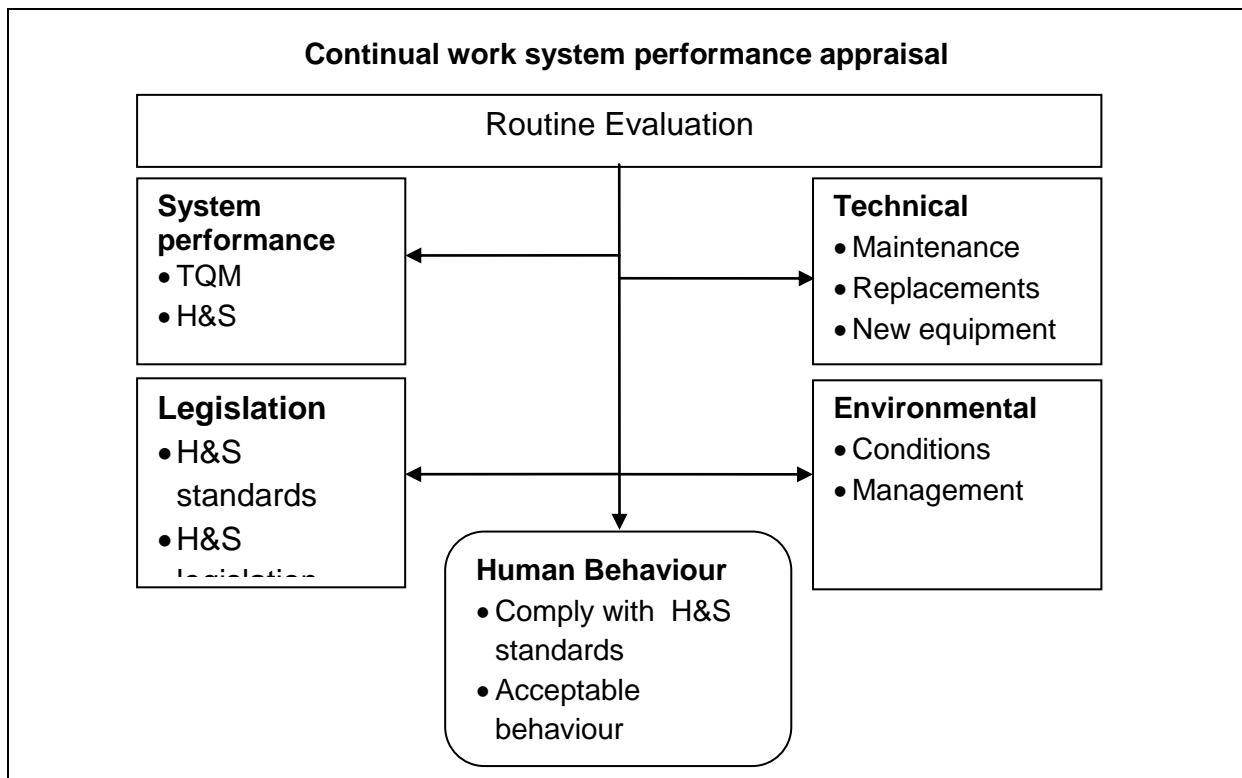 Continual work system performance appraisal
Routine Evaluation
System
performance
• TQM
• H&S
Technical
• Maintenance
• Replacements
• New equipment
Legislation
• H&S
standards
• H&S
legislation
Environmental
• Conditions
• Management
Human Behaviour
• Comply with H&S
standards
• Acceptable
behaviour